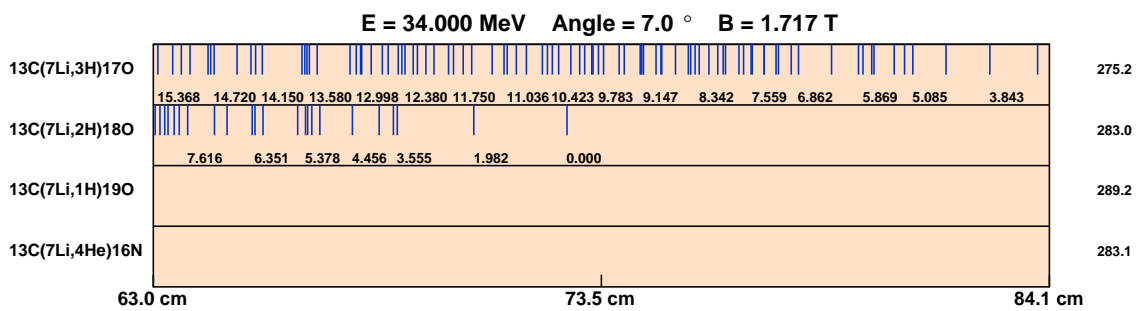 E = 34.000 MeV Angle = 7.0 ° B = 1.717 T
13C(7Li,3H)17O 275.2
15.368 14.720 14.150 13.580 12.998 12.380 11.750 11.036 10.423 9.783 9.147 8.342 7.559 6.862 5.869 5.085 3.843
13C(7Li,2H)18O 283.0
7.616 6.351 5.378 4.456 3.555 1.982 0.000
13C(7Li,1H)19O 289.2
13C(7Li,4He)16N 283.1
63.0 cm 73.5 cm 84.1 cm